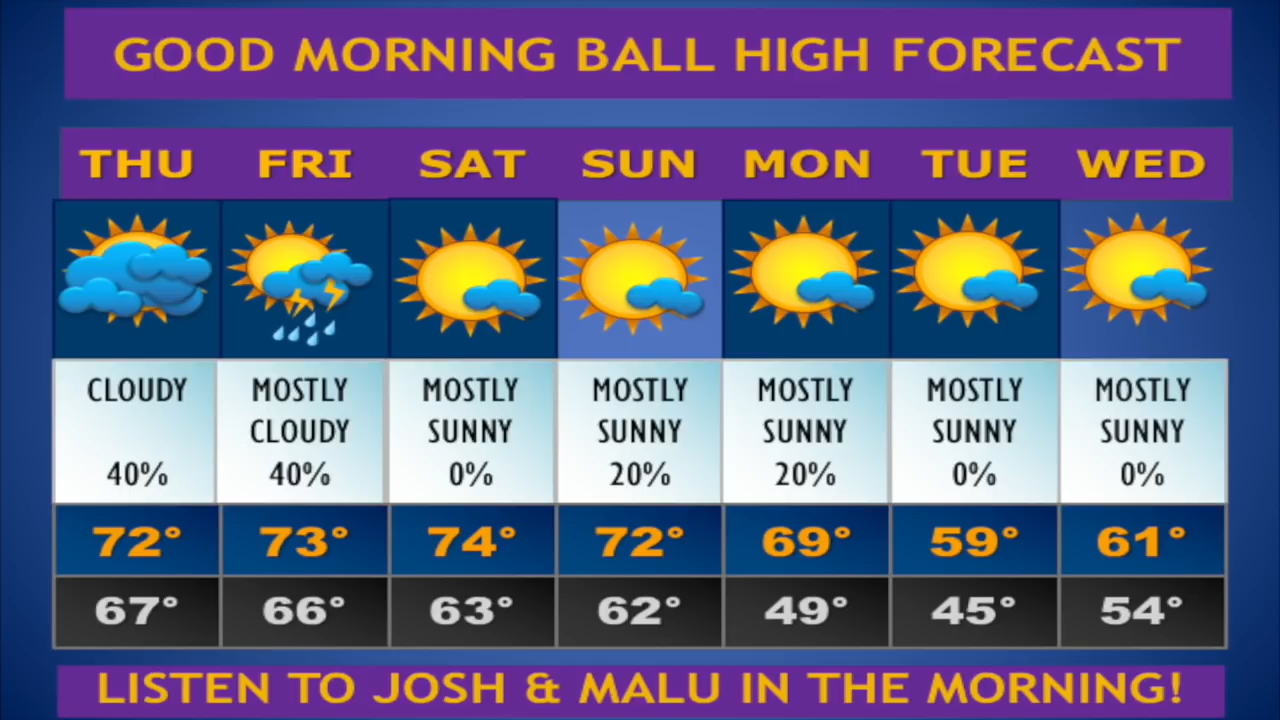 GOOD MORNING BALL HIGH FORECAST
THU FRI SAT SUN MON TUE WED
CLOUDY MOSTLY MOSTLY MOSTLY MOSTLY MOSTLY MOSTLY
CLOUDY SUNNY SUNNY SUNNY SUNNY SUNNY
40% 40% 0% 20% 20% 0% 0%
72° 73° 74° 72° 69° 59° 61°
67° 66° 63° 62° 49° 45° 54°
LISTEN TO JOSH & MALU IN THE MORNING!